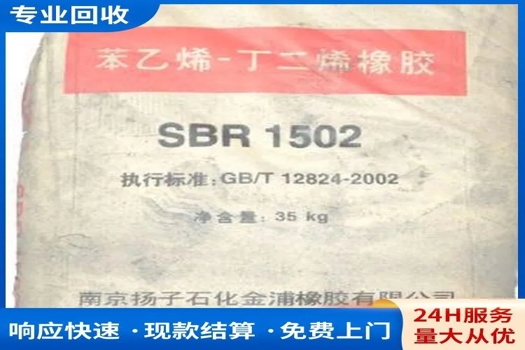 专业回收
苯乙烯-丁二烯橡胶
SBR 1502
执行标准:GB/T 12824-2002
净含量:35 kg
南京扬子石化金浦橡胶有限公司
响应快速·现款结算·免费上门
24H服务
量大从优